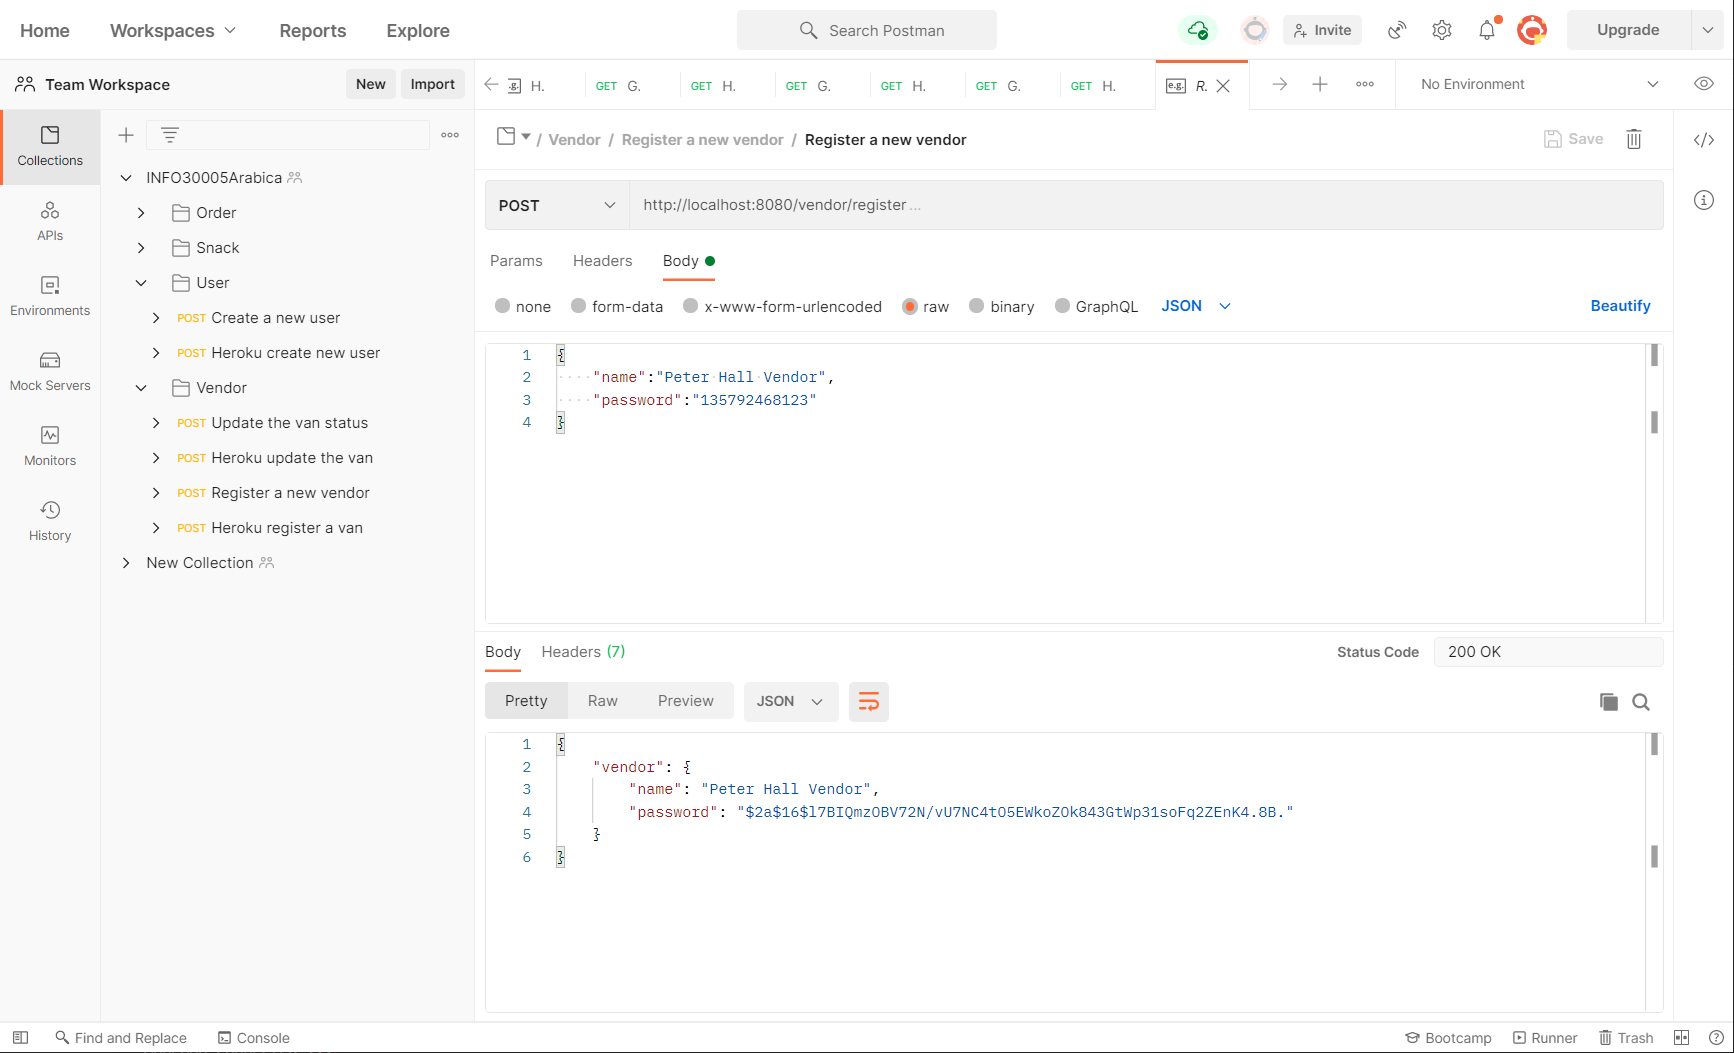 Home Workspaces Reports Explore Search Postman Invite Upgrade
Team Workspace New Import
e.g. H. GET G. GET H. GET G. GET H. GET G. GET H. e.g. R. No Environment
Collections
APIs
Environments
Mock Servers
Monitors
History
INFO30005Arabica
Order
Snack
User
POST Create a new user
POST Heroku create new user
Vendor
POST Update the van status
POST Heroku update the van
POST Register a new vendor
POST Heroku register a van
New Collection
/ Vendor / Register a new vendor / Register a new vendor Save
POST http://localhost:8080/vendor/register ...
Params Headers Body
none form-data x-www-form-urlencoded raw binary GraphQL JSON Beautify
1 {
2 "name":"Peter Hall Vendor",
3 "password":"135792468123"
4 }
Body Headers (7) Status Code 200 OK
Pretty Raw Preview JSON
1 {
2 "vendor": {
3 "name": "Peter Hall Vendor",
4 "password": "$2a$16$l7BIQmzOBV72N/vU7NC4tO5EWkoZOk843GtWp31soFq2ZEnK4.8B."
5 }
6 }
Find and Replace Console Bootcamp Runner Trash